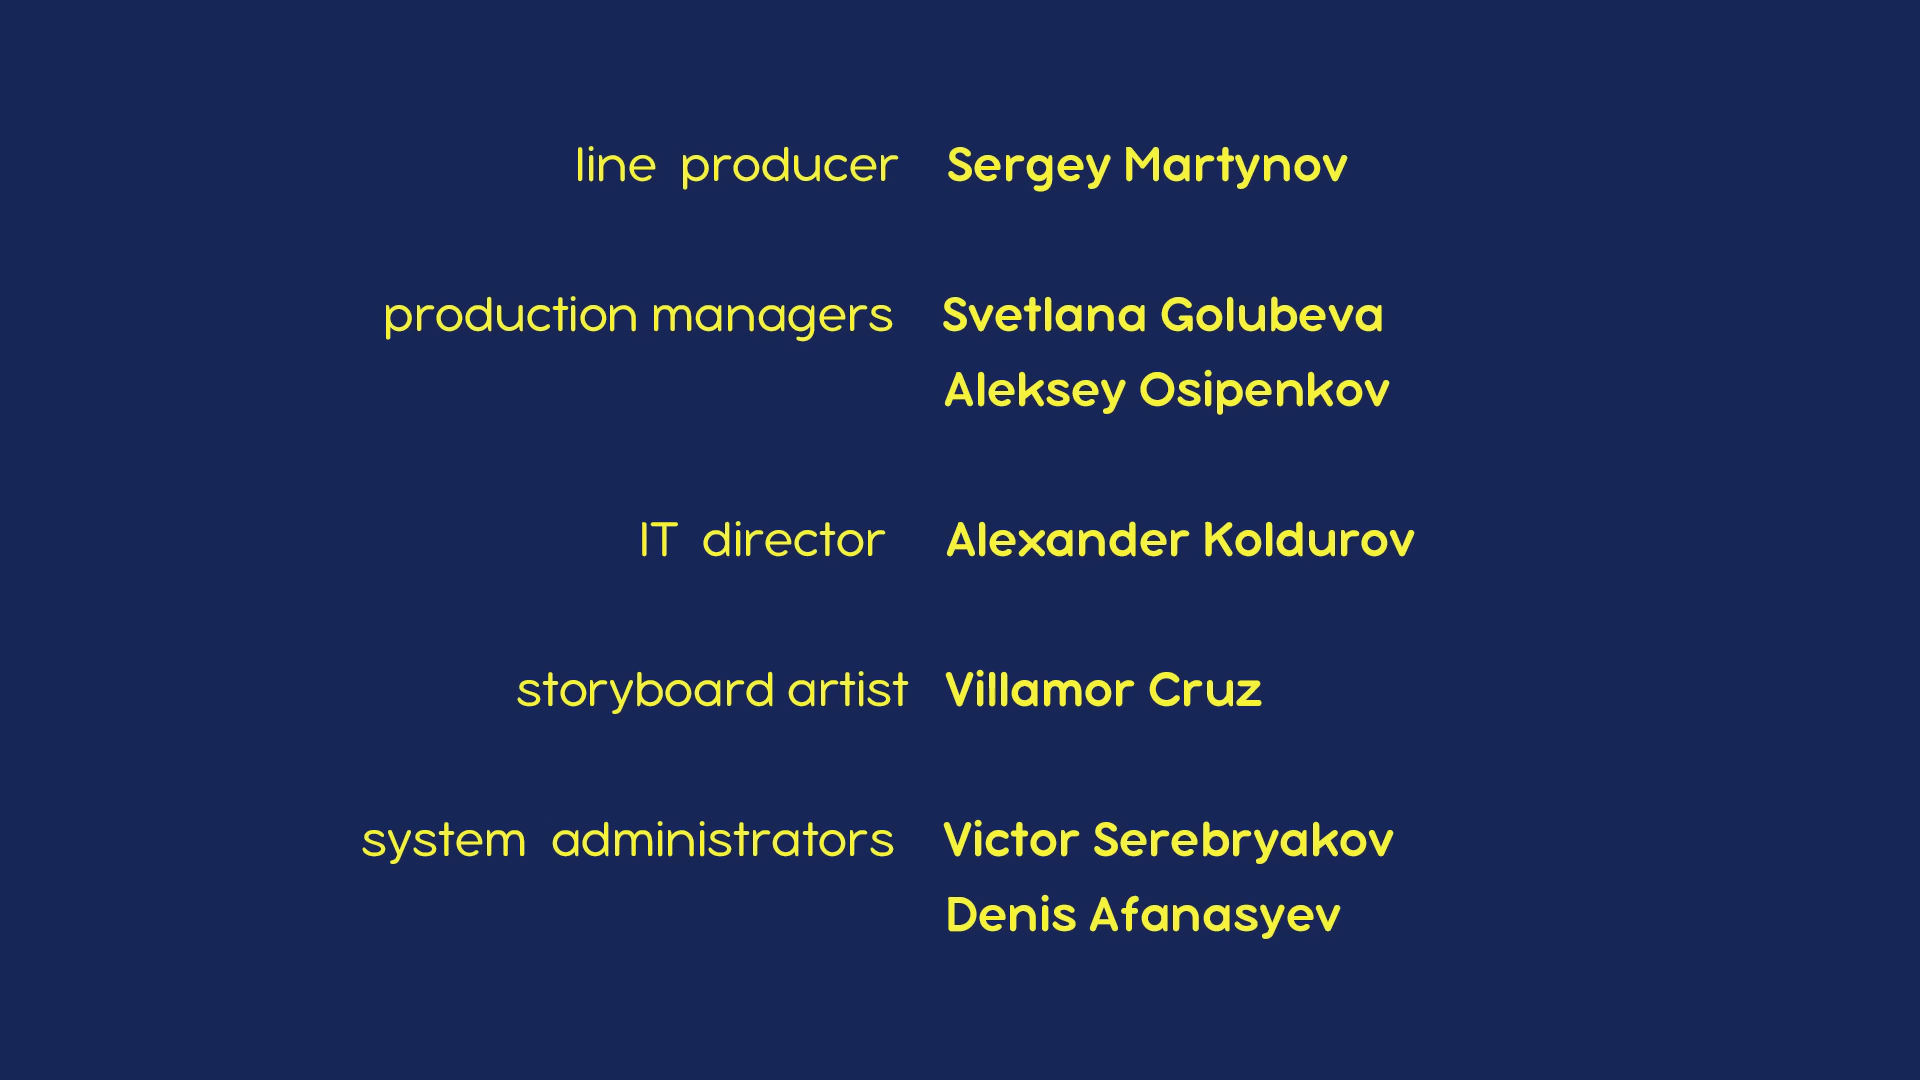 line producer Sergey Martynov
production managers Svetlana Golubeva
Aleksey Osipenkov
IT director Alexander Koldurov
storyboard artist Villamor Cruz
system administrators Victor Serebryakov
Denis Afanasyev